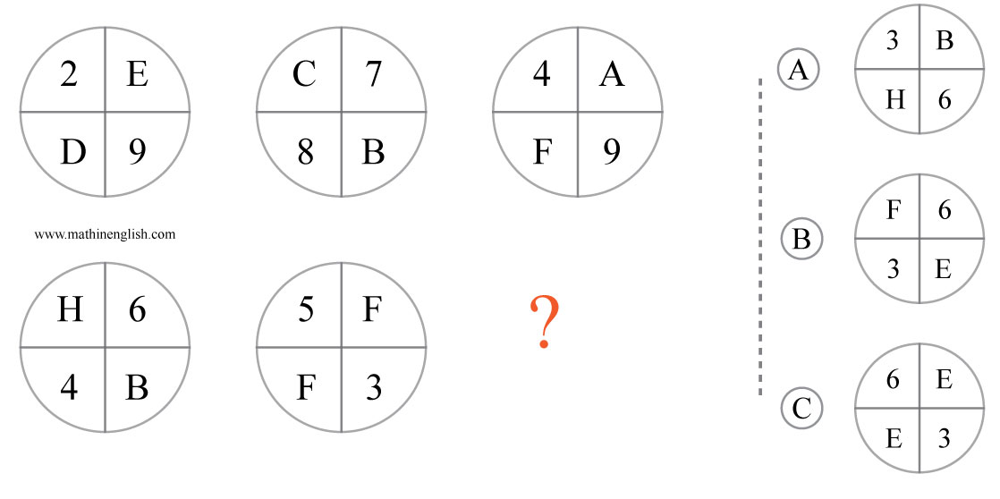 2 E
D 9
C 7
8 B
4 A
F 9
www.mathinenglish.com
H 6
4 B
5 F
F 3
?
A
3 B
H 6
B
F 6
3 E
C
6 E
E 3